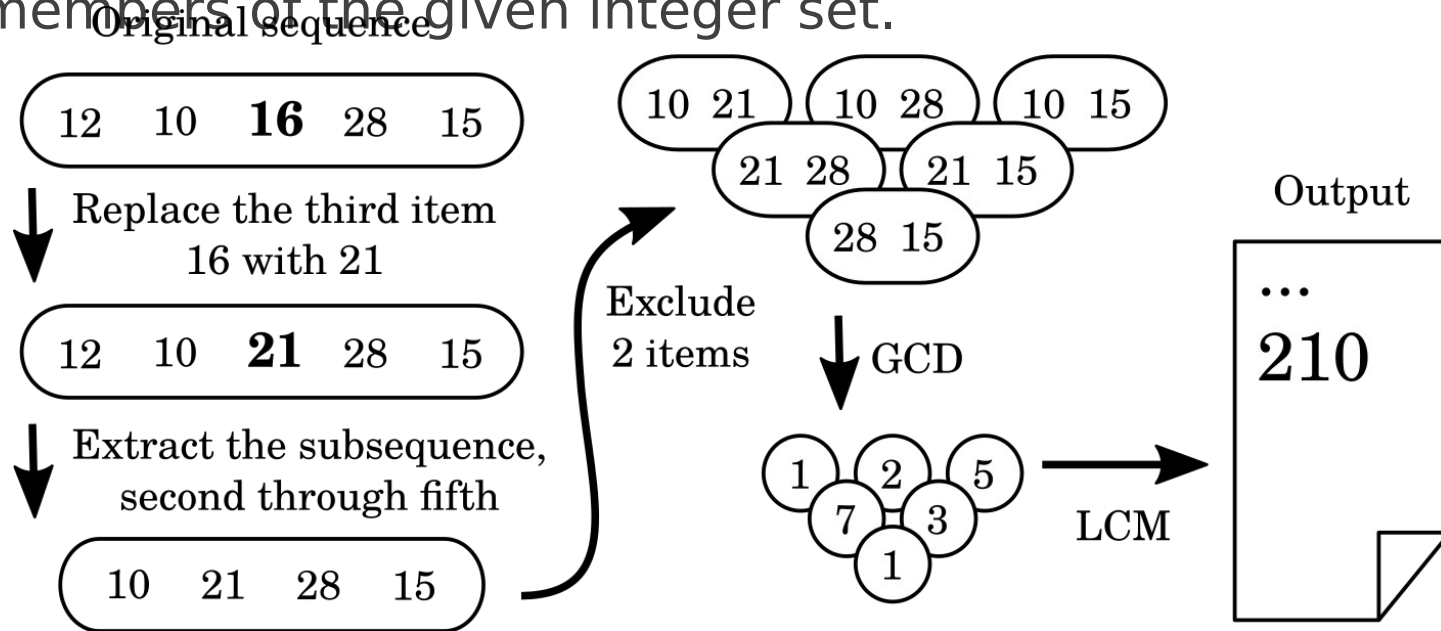 members of the given integer set.
Original sequence
12 10 16 28 15
Replace the third item
16 with 21
12 10 21 28 15
Extract the subsequence,
second through fifth
10 21 28 15
Exclude
2 items
10 21 10 28 10 15
21 28 21 15
28 15
GCD
1 2 5
7 3
1
LCM
Output
...
210